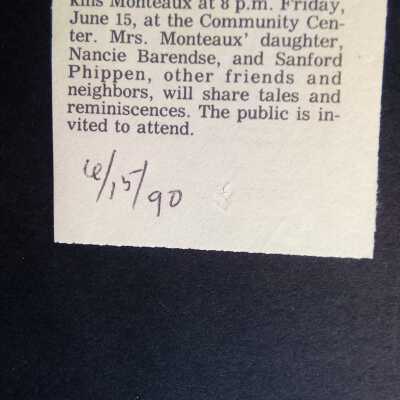 kins Monteaux at 8 p.m. Friday,
June 15, at the Community Cen-
ter. Mrs. Monteaux' daughter,
Nancie Barendse, and Sanford
Phippen, other friends and
neighbors, will share tales and
reminiscences. The public is in-
vited to attend.
6/15/90